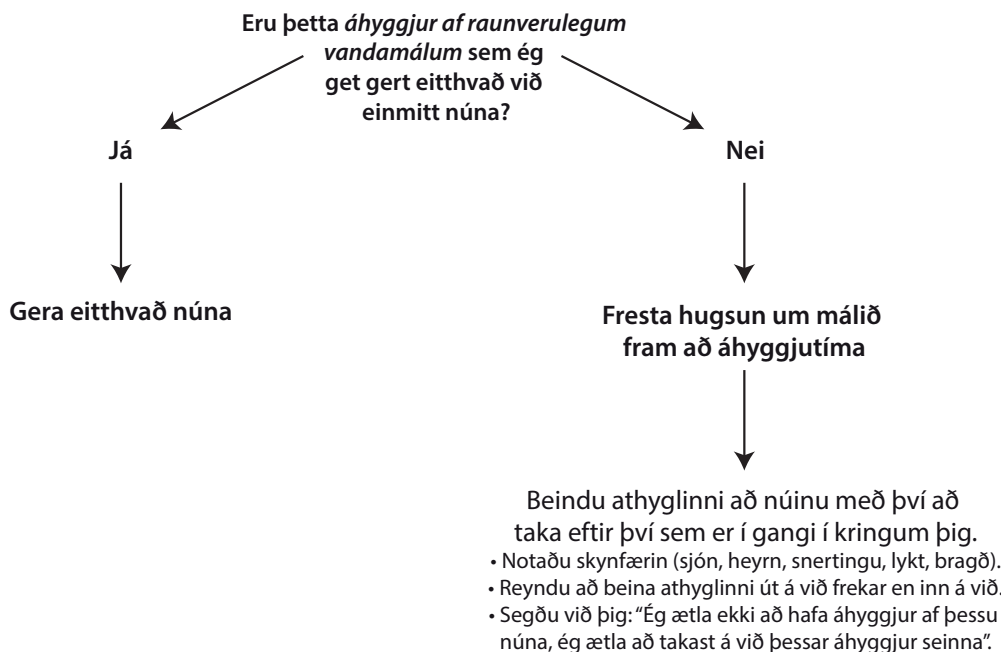 Eru þetta áhyggjur af raunverulegum
vandamálum sem ég
get gert eitthvað við
einmitt núna?
Já
Nei
Gera eitthvað núna
Fresta hugsun um málið
fram að áhyggjutíma
Beindu athyglinni að núinu með því að
taka eftir því sem er í gangi í kringum þig.
• Notaðu skynfærin (sjón, heyrn, snertingu, lykt, bragð).
• Reyndu að beina athyglinni út á við frekar en inn á við.
• Segðu við þig: “Ég ætla ekki að hafa áhyggjur af þessu
núna, ég ætla að takast á við þessar áhyggjur seinna”.